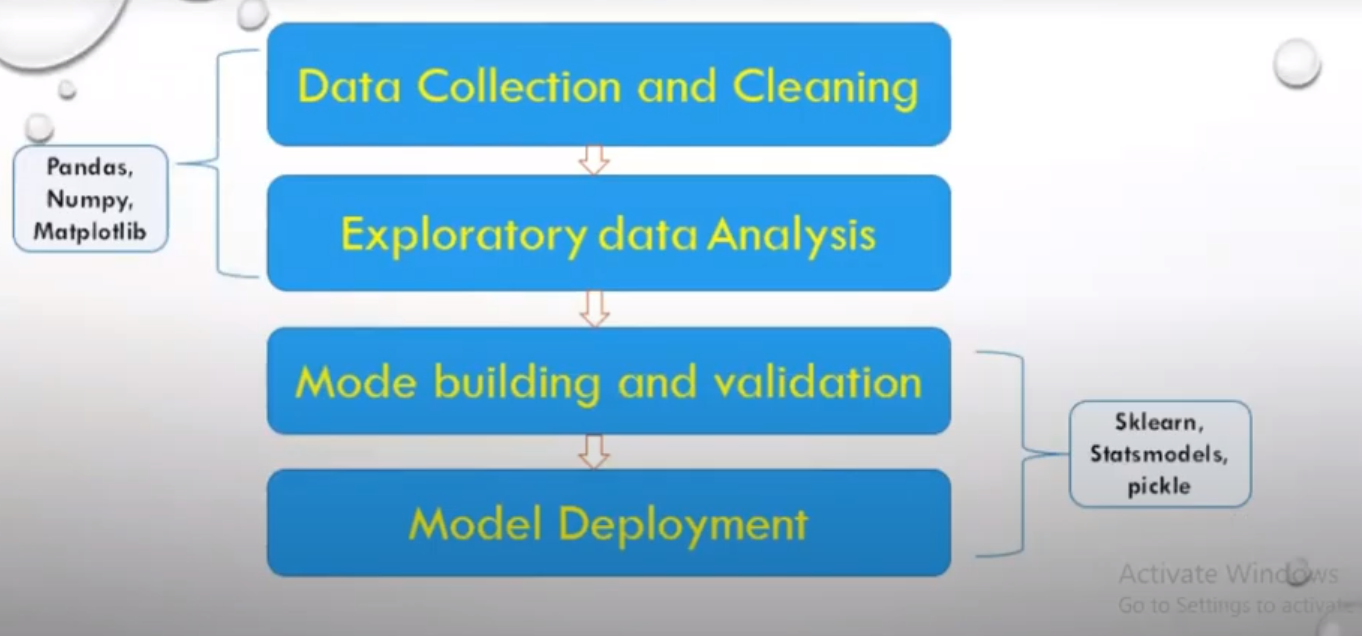 Data Collection and Cleaning
Pandas,
Numpy,
Matplotlib
Exploratory data Analysis
Mode building and validation
Sklearn,
Statsmodels,
pickle
Model Deployment
Activate Windows
Go to Settings to activate